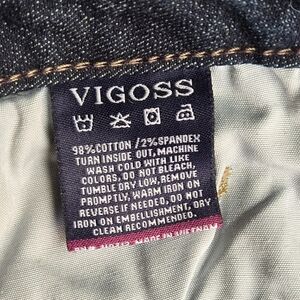 VIGOSS
98%COTTON /2%SPANDEX
TURN INSIDE OUT, MACHINE
WASH COLD WITH LIKE
COLORS, DO NOT BLEACH,
TUMBLE DRY LOW, REMOVE
PROMPTLY, WARM IRON ON
REVERSE IF NEEDED, DO NOT
IRON ON EMBELLISHMENT, DRY
CLEAN RECOMMENDED.
MADE IN VIETNAM